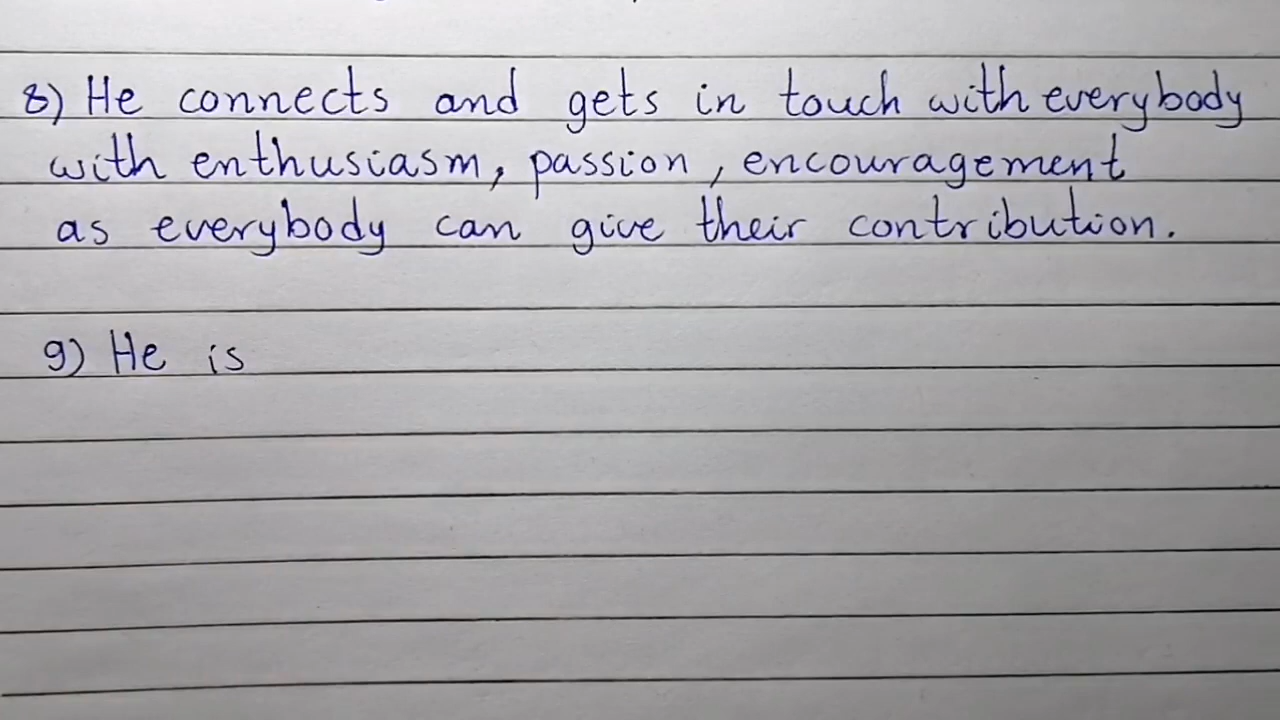 8) He connects and gets in touch with everybody
with enthusiasm, passion, encouragement
as everybody can give their contribution.
9) He is